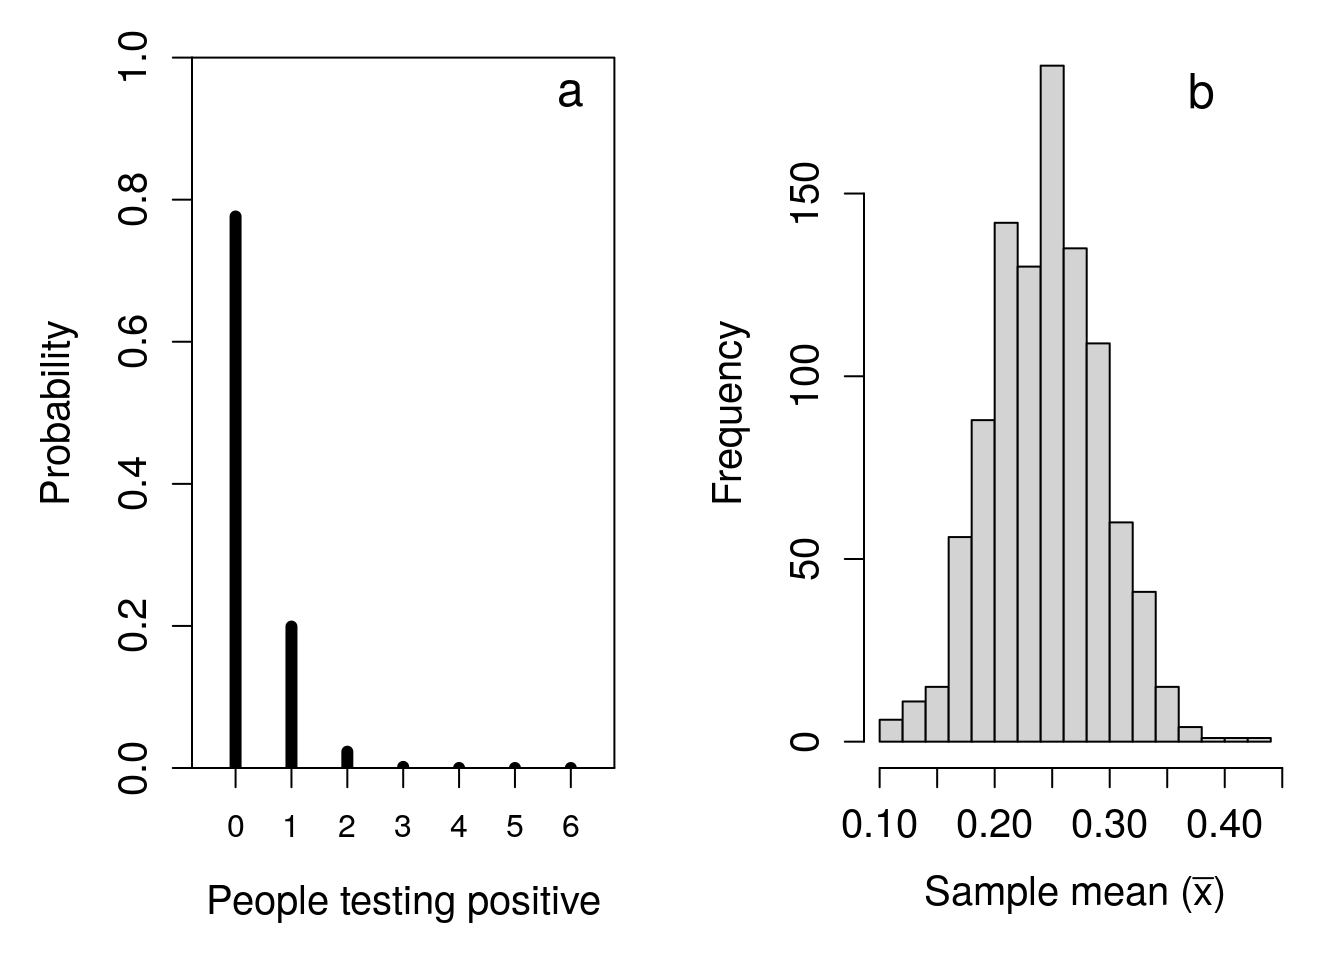 a
Probability
0.0
0.2
0.4
0.6
0.8
1.0
0 1 2 3 4 5 6
People testing positive
b
Frequency
0
50
100
150
0.10 0.20 0.30 0.40
Sample mean (x̅)